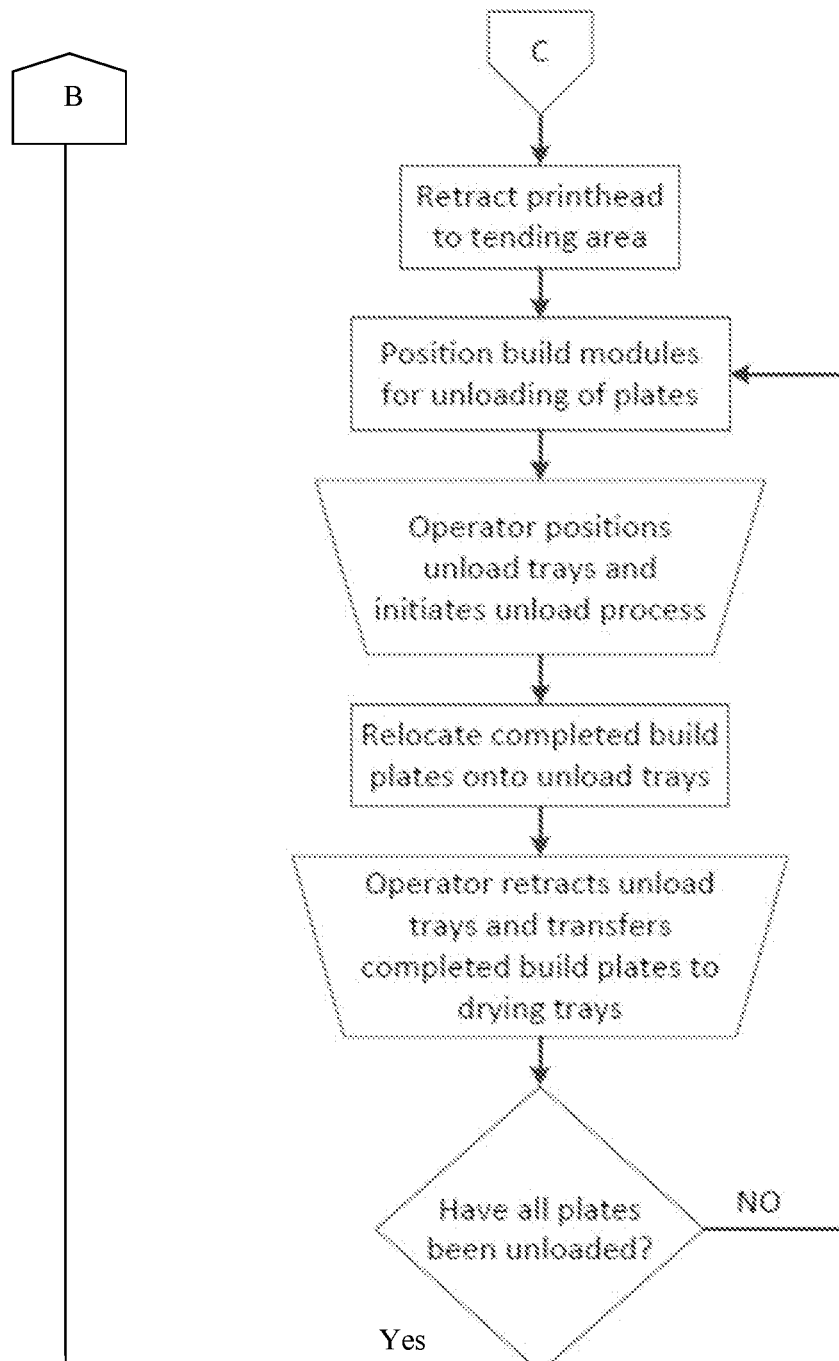 B
C
Retract printhead
to tending area
Position build modules
for unloading of plates
Operator positions
unload trays and
initiates unload process
Relocate completed build
plates onto unload trays
Operator retracts unload
trays and transfers
completed build plates to
drying trays
Have all plates
been unloaded?
NO
Yes